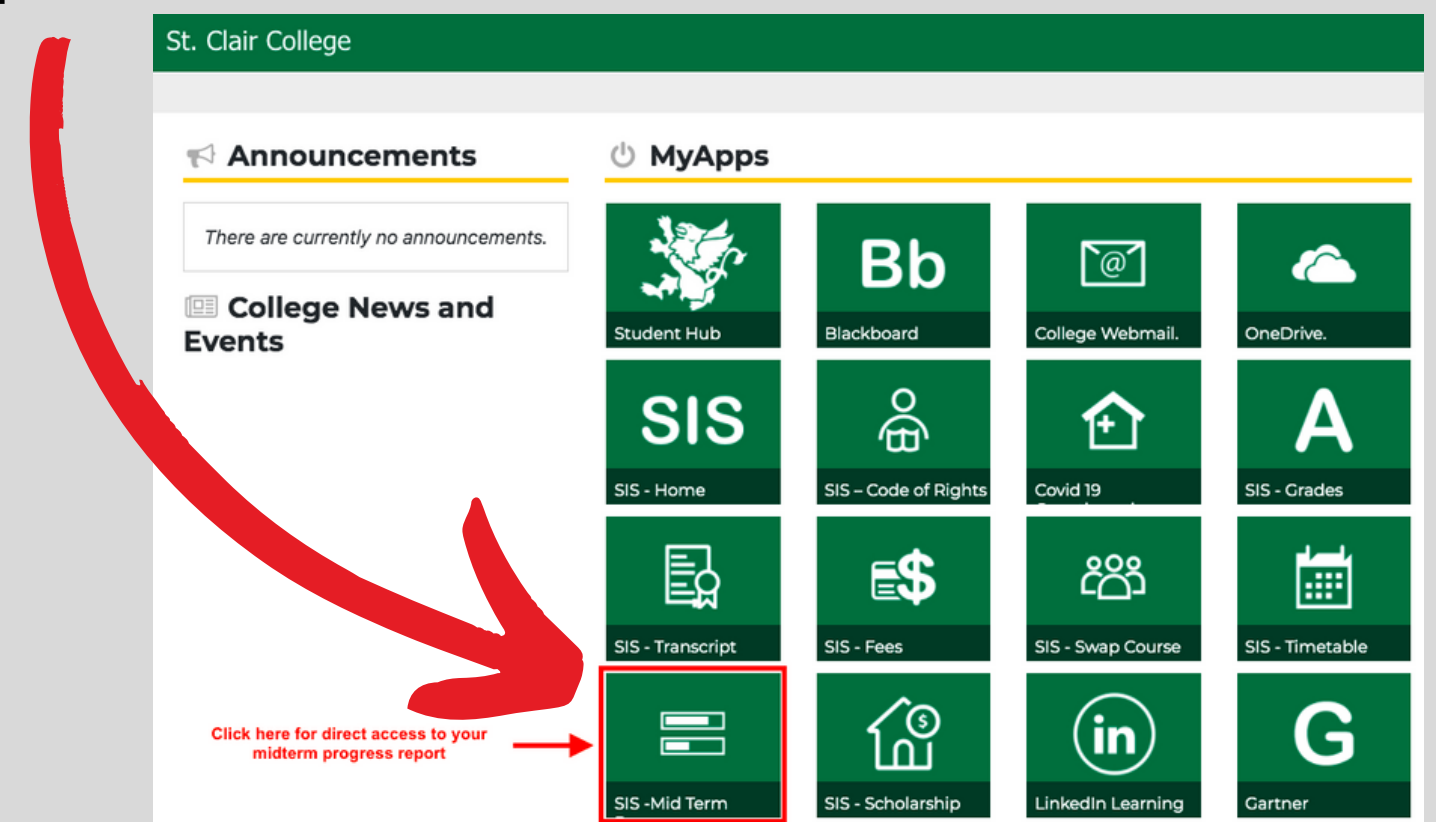 St. Clair College
Announcements
There are currently no announcements.
College News and
Events
MyApps
Student Hub
Bb
Blackboard
@
College Webmail.
OneDrive.
SIS
SIS - Home
SIS – Code of Rights
Covid 19
A
SIS - Grades
SIS - Transcript
$
SIS - Fees
SIS - Swap Course
SIS - Timetable
Click here for direct access to your
midterm progress report
SIS -Mid Term
$
SIS - Scholarship
in
LinkedIn Learning
G
Gartner